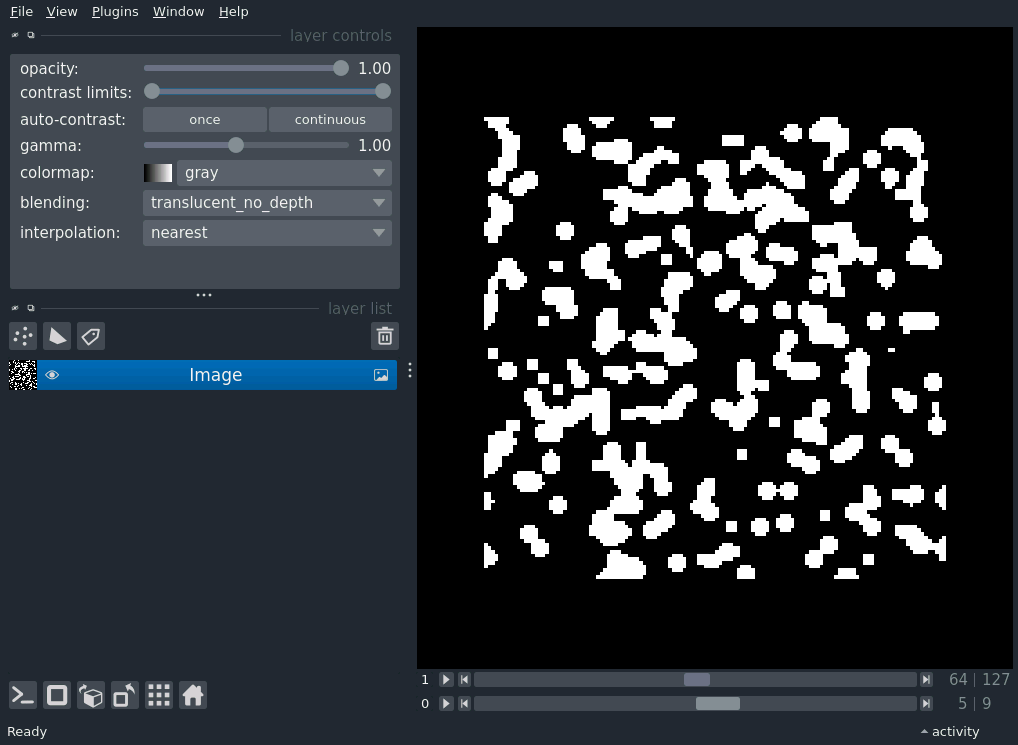 File View Plugins Window Help
layer controls
opacity: 1.00
contrast limits:
auto-contrast: once continuous
gamma: 1.00
colormap: gray
blending: translucent_no_depth
interpolation: nearest
layer list
Image
1 64 | 127
0 5 | 9
Ready activity